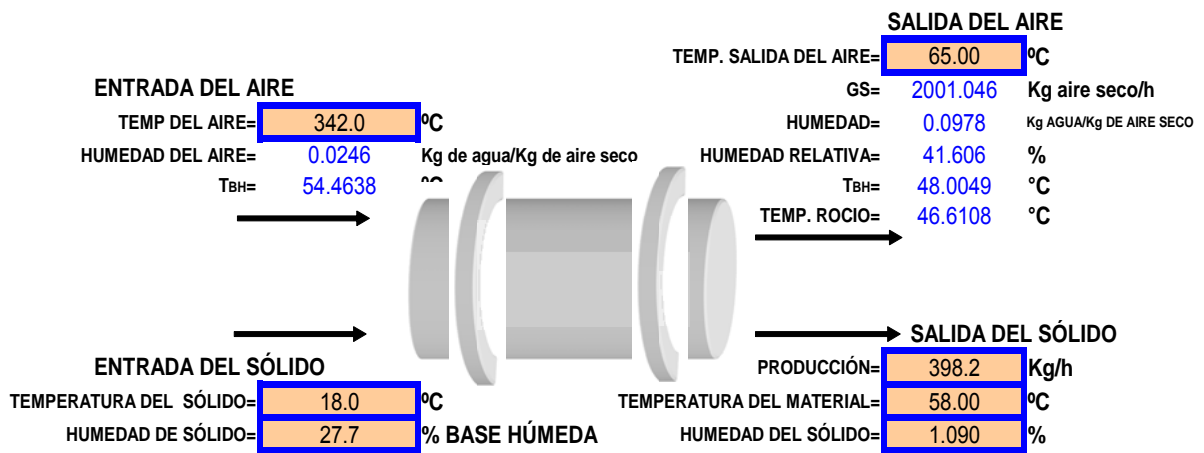 ENTRADA DEL AIRE
TEMP DEL AIRE= 342.0 ºC
HUMEDAD DEL AIRE= 0.0246 Kg de agua/Kg de aire seco
TBH= 54.4638 ºC
SALIDA DEL AIRE
TEMP. SALIDA DEL AIRE= 65.00 ºC
GS= 2001.046 Kg aire seco/h
HUMEDAD= 0.0978 Kg AGUA/Kg DE AIRE SECO
HUMEDAD RELATIVA= 41.606 %
TBH= 48.0049 °C
TEMP. ROCIO= 46.6108 °C
ENTRADA DEL SÓLIDO
TEMPERATURA DEL SÓLIDO= 18.0 ºC
HUMEDAD DE SÓLIDO= 27.7 % BASE HÚMEDA
SALIDA DEL SÓLIDO
PRODUCCIÓN= 398.2 Kg/h
TEMPERATURA DEL MATERIAL= 58.00 ºC
HUMEDAD DEL SÓLIDO= 1.090 %